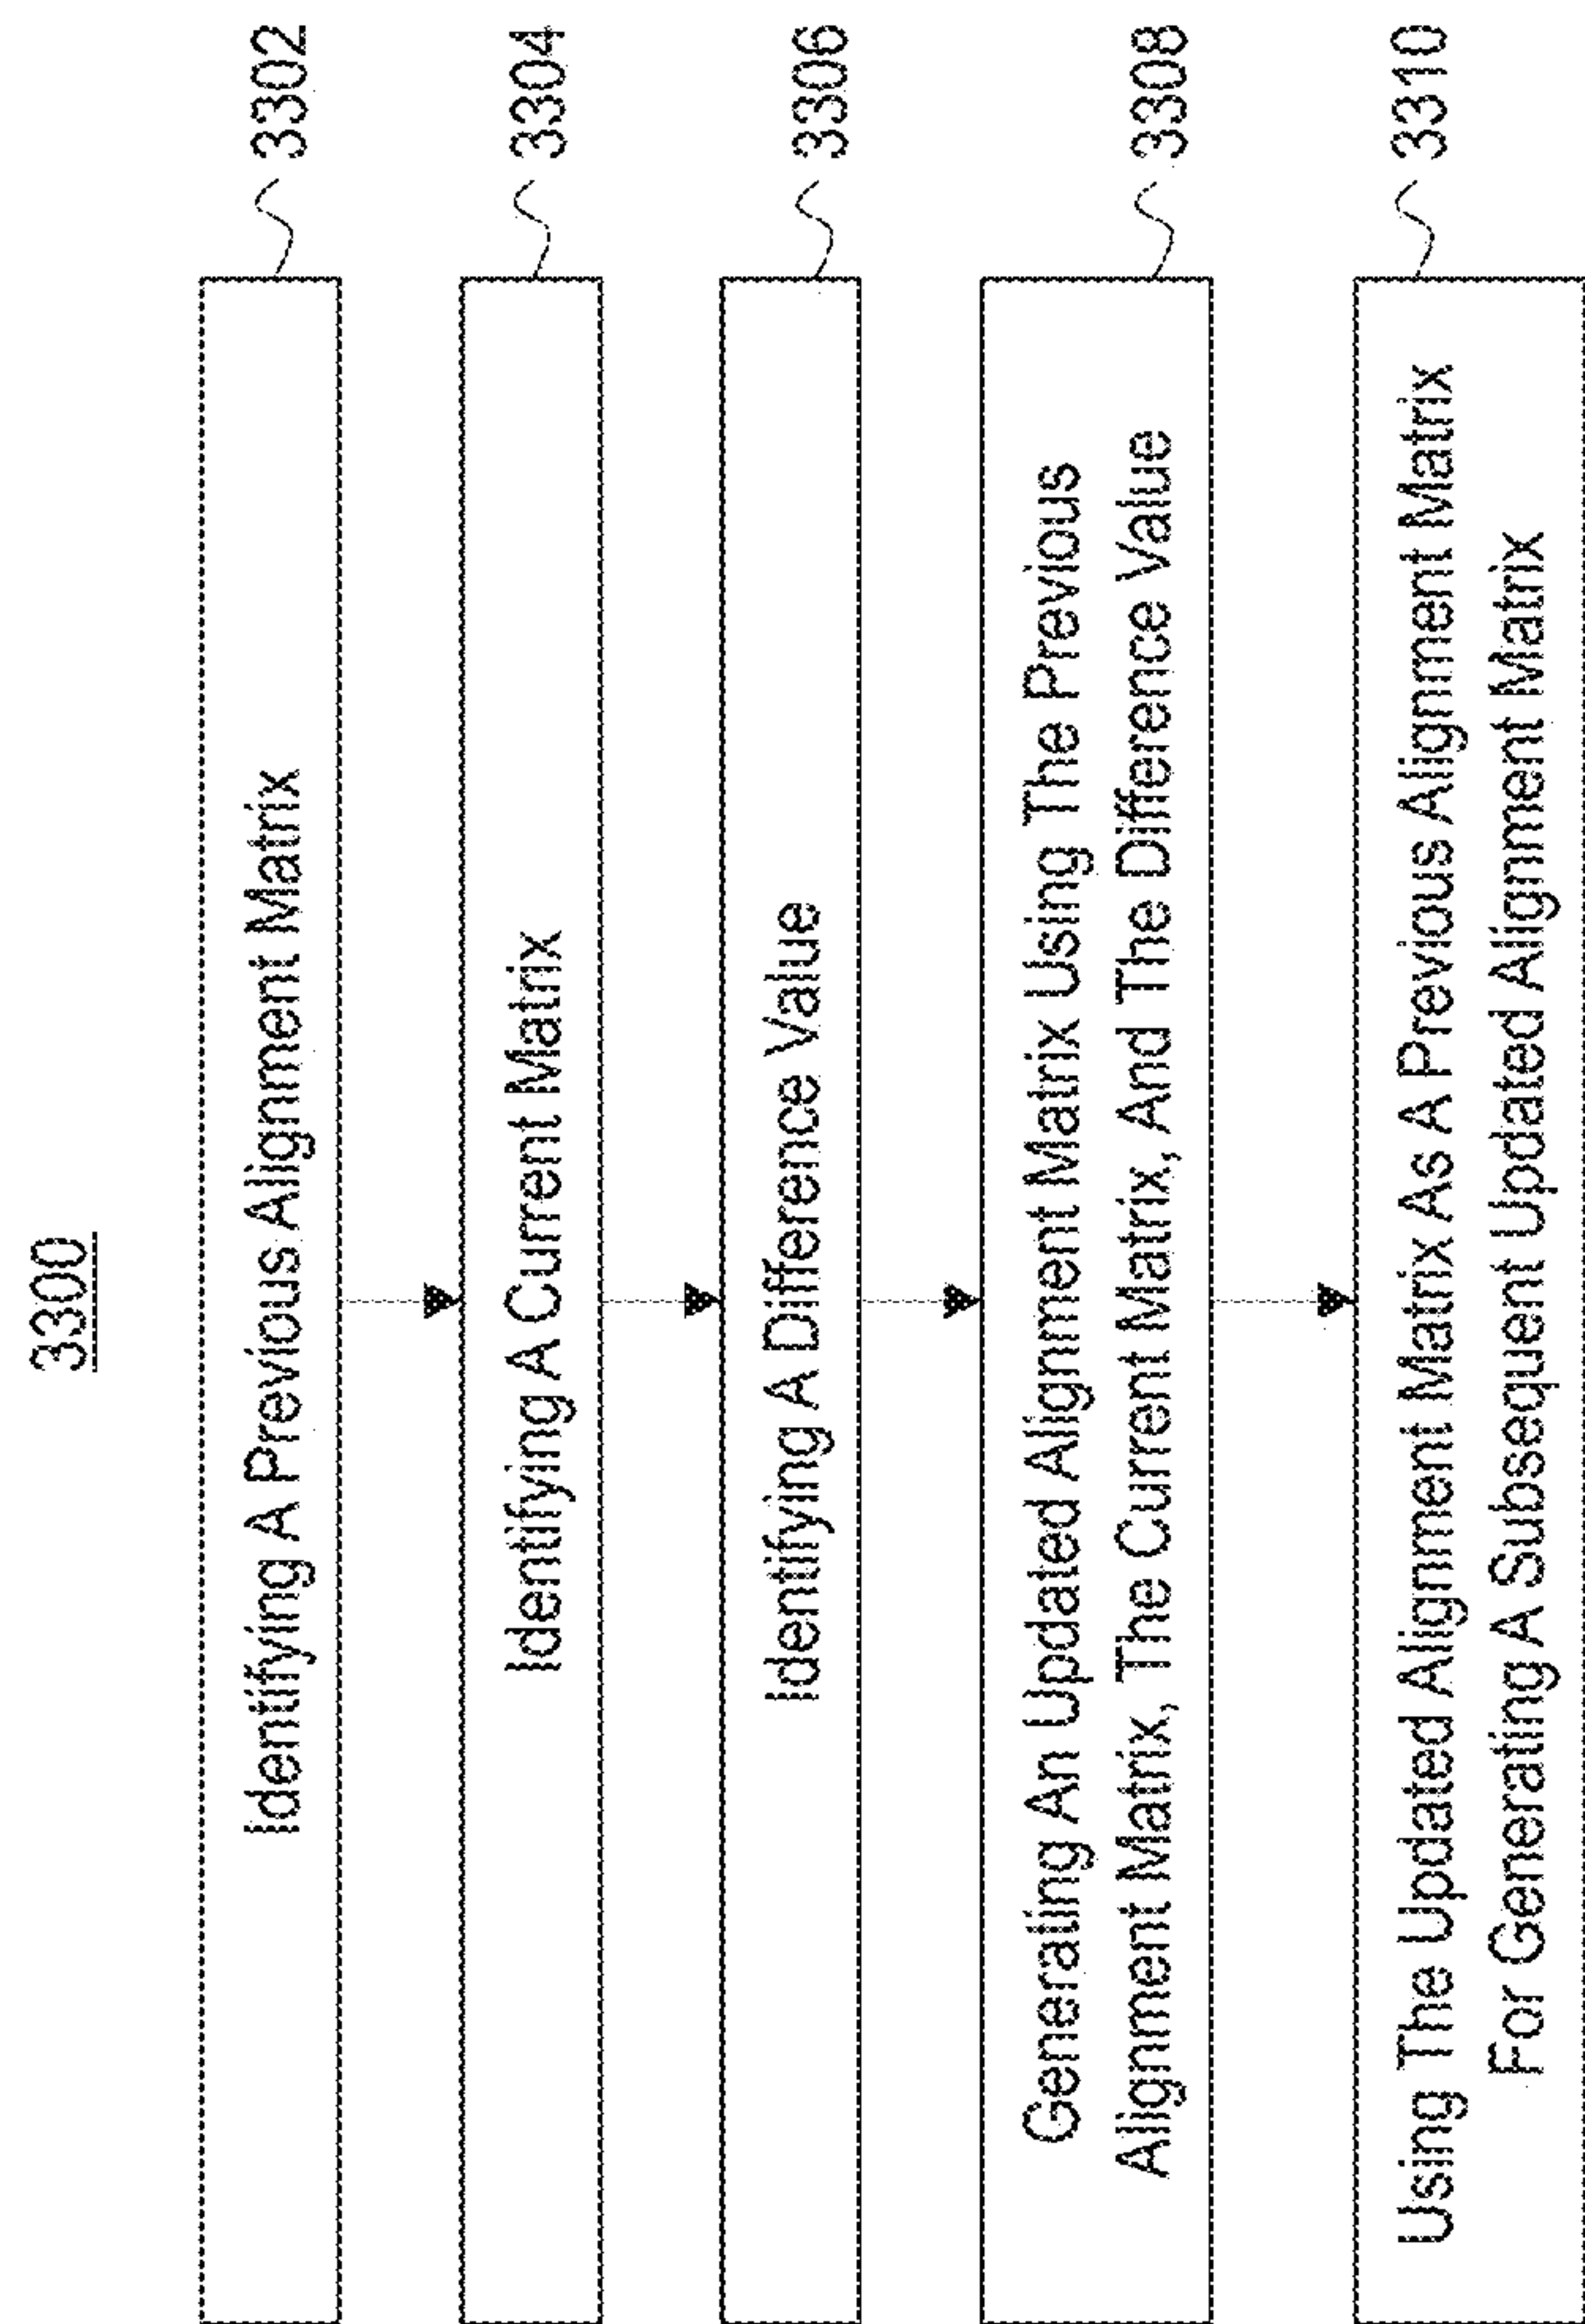 3300
Identifying A Previous Alignment Matrix
3302
Identifying A Current Matrix
3304
Identifying A Difference Value
3306
Generating An Updated Alignment Matrix Using The Previous
Alignment Matrix, The Current Matrix, And The Difference Value
3308
Using The Updated Alignment Matrix As A Previous Alignment Matrix
For Generating A Subsequent Updated Alignment Matrix
3310